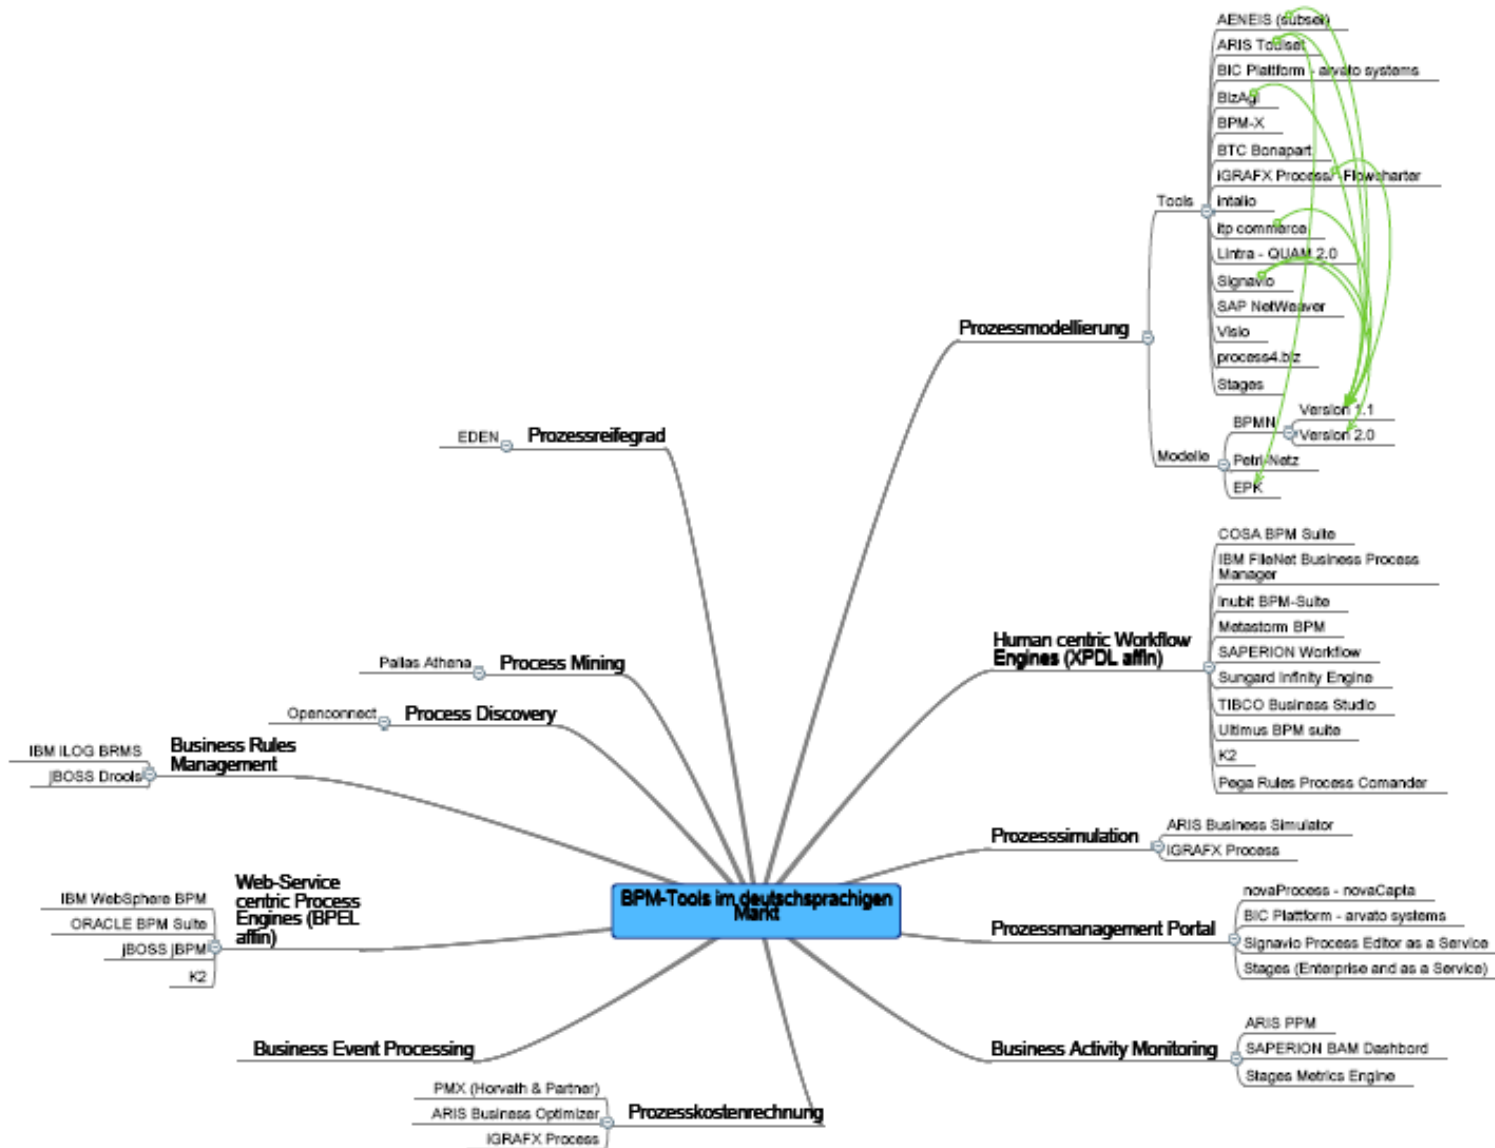 AENEIS (subsei)
ARIS Toolset
BIC Plattform - arvato systems
BizAgi
BPM-X
BTC Bonapart
iGRAFX Process/ -Flowcharter
Tools
intalio
itp commerce
Lintra - QUAM 2.0
Signavio
SAP NetWeaver
Prozessmodellierung
Visio
process4.biz
Stages
Version 1.1
BPMN
Version 2.0
Modelle
Petri-Netz
EPK
EDEN
Prozessreifegrad
COSA BPM Suite
IBM FileNet Business Process
Manager
Inubit BPM-Suite
Metastorm BPM
Human centric Workflow
Engines (XPDL affin)
SAPERION Workflow
Sungard Infinity Engine
TIBCO Business Studio
Ultimus BPM suite
K2
Pega Rules Process Comander
Pallas Athena
Process Mining
Openconnect
Process Discovery
IBM ILOG BRMS
jBOSS Drools
Business Rules
Management
ARIS Business Simulator
Prozesssimulation
IGRAFX Process
BPM-Tools im deutschsprachigen
Markt
IBM WebSphere BPM
ORACLE BPM Suite
jBOSS jBPM
K2
Web-Service
centric Process
Engines (BPEL
affin)
novaProcess - novaCapta
BIC Plattform - arvato systems
Prozessmanagement Portal
Signavio Process Editor as a Service
Stages (Enterprise and as a Service)
Business Event Processing
ARIS PPM
Business Activity Monitoring
SAPERION BAM Dashbord
Stages Metrics Engine
PMX (Horvath & Partner)
ARIS Business Optimizer
Prozesskostenrechnung
IGRAFX Process